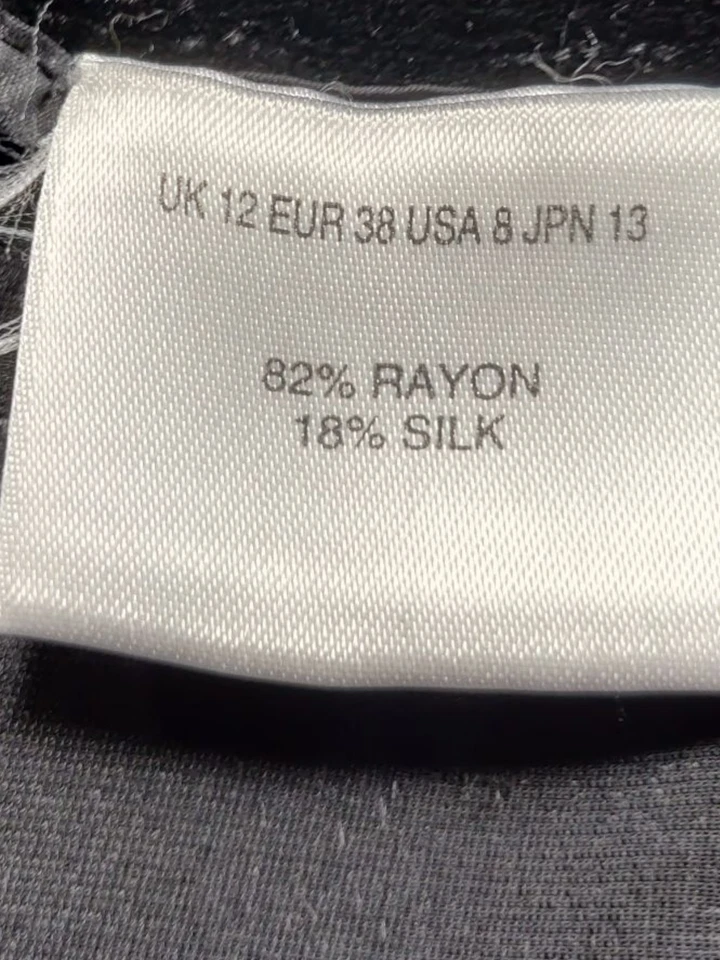 UK 12 EUR 38 USA 8 JPN 13
82% RAYON
18% SILK